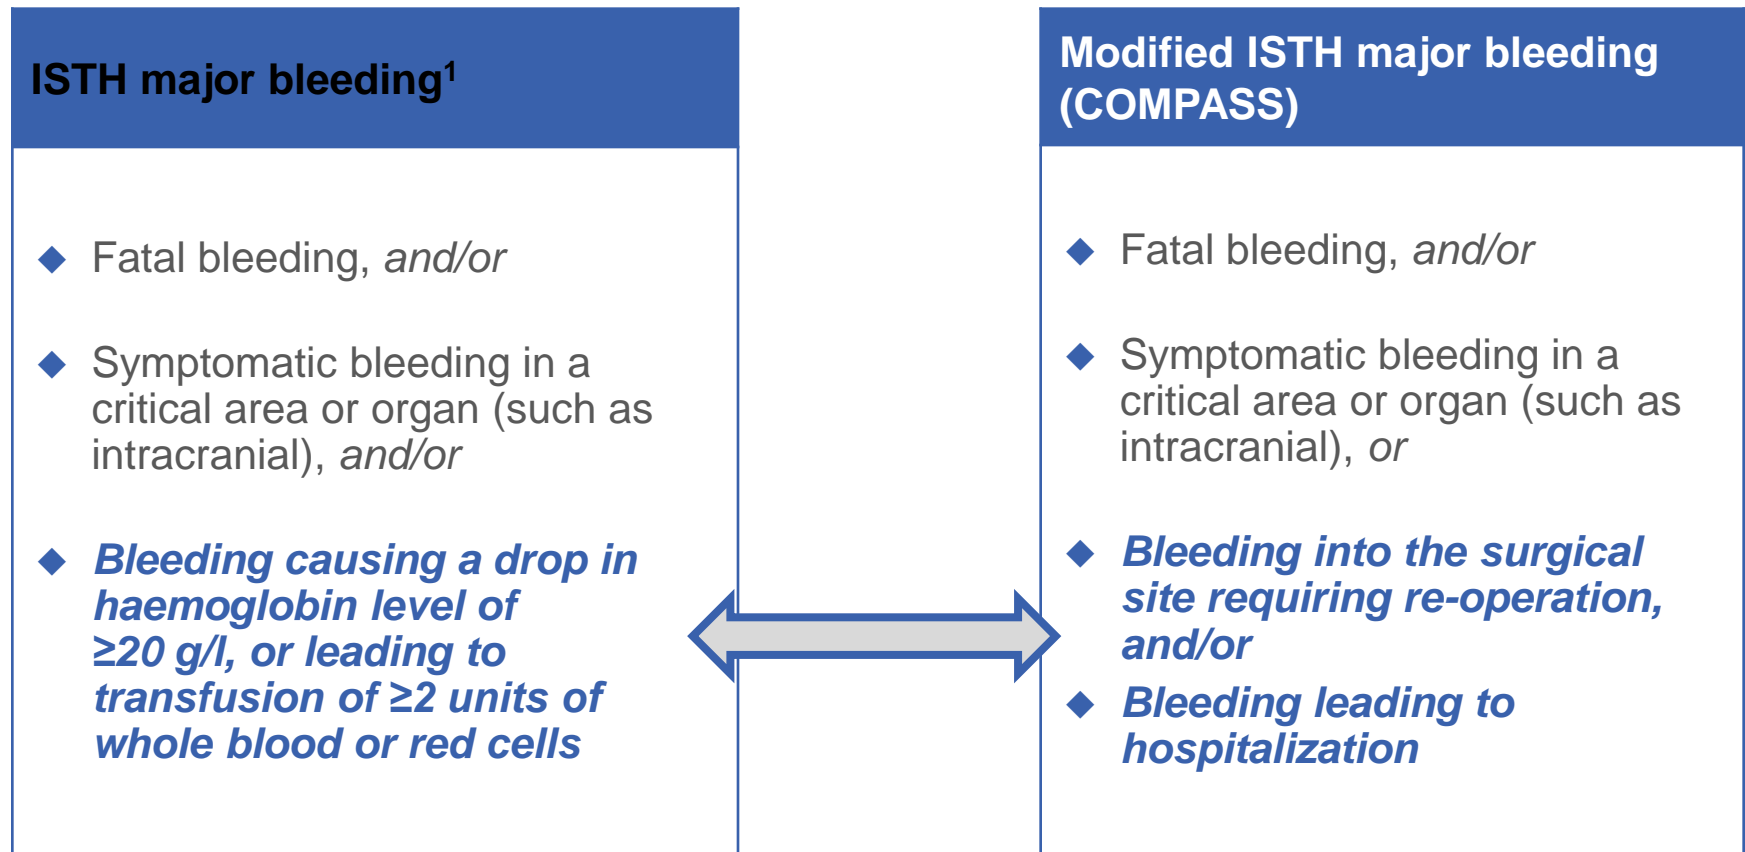 ISTH major bleeding¹
◆ Fatal bleeding, and/or
◆ Symptomatic bleeding in a
critical area or organ (such as
intracranial), and/or
◆ Bleeding causing a drop in
haemoglobin level of
≥20 g/l, or leading to
transfusion of ≥2 units of
whole blood or red cells
Modified ISTH major bleeding
(COMPASS)
◆ Fatal bleeding, and/or
◆ Symptomatic bleeding in a
critical area or organ (such as
intracranial), or
◆ Bleeding into the surgical
site requiring re-operation,
and/or
◆ Bleeding leading to
hospitalization